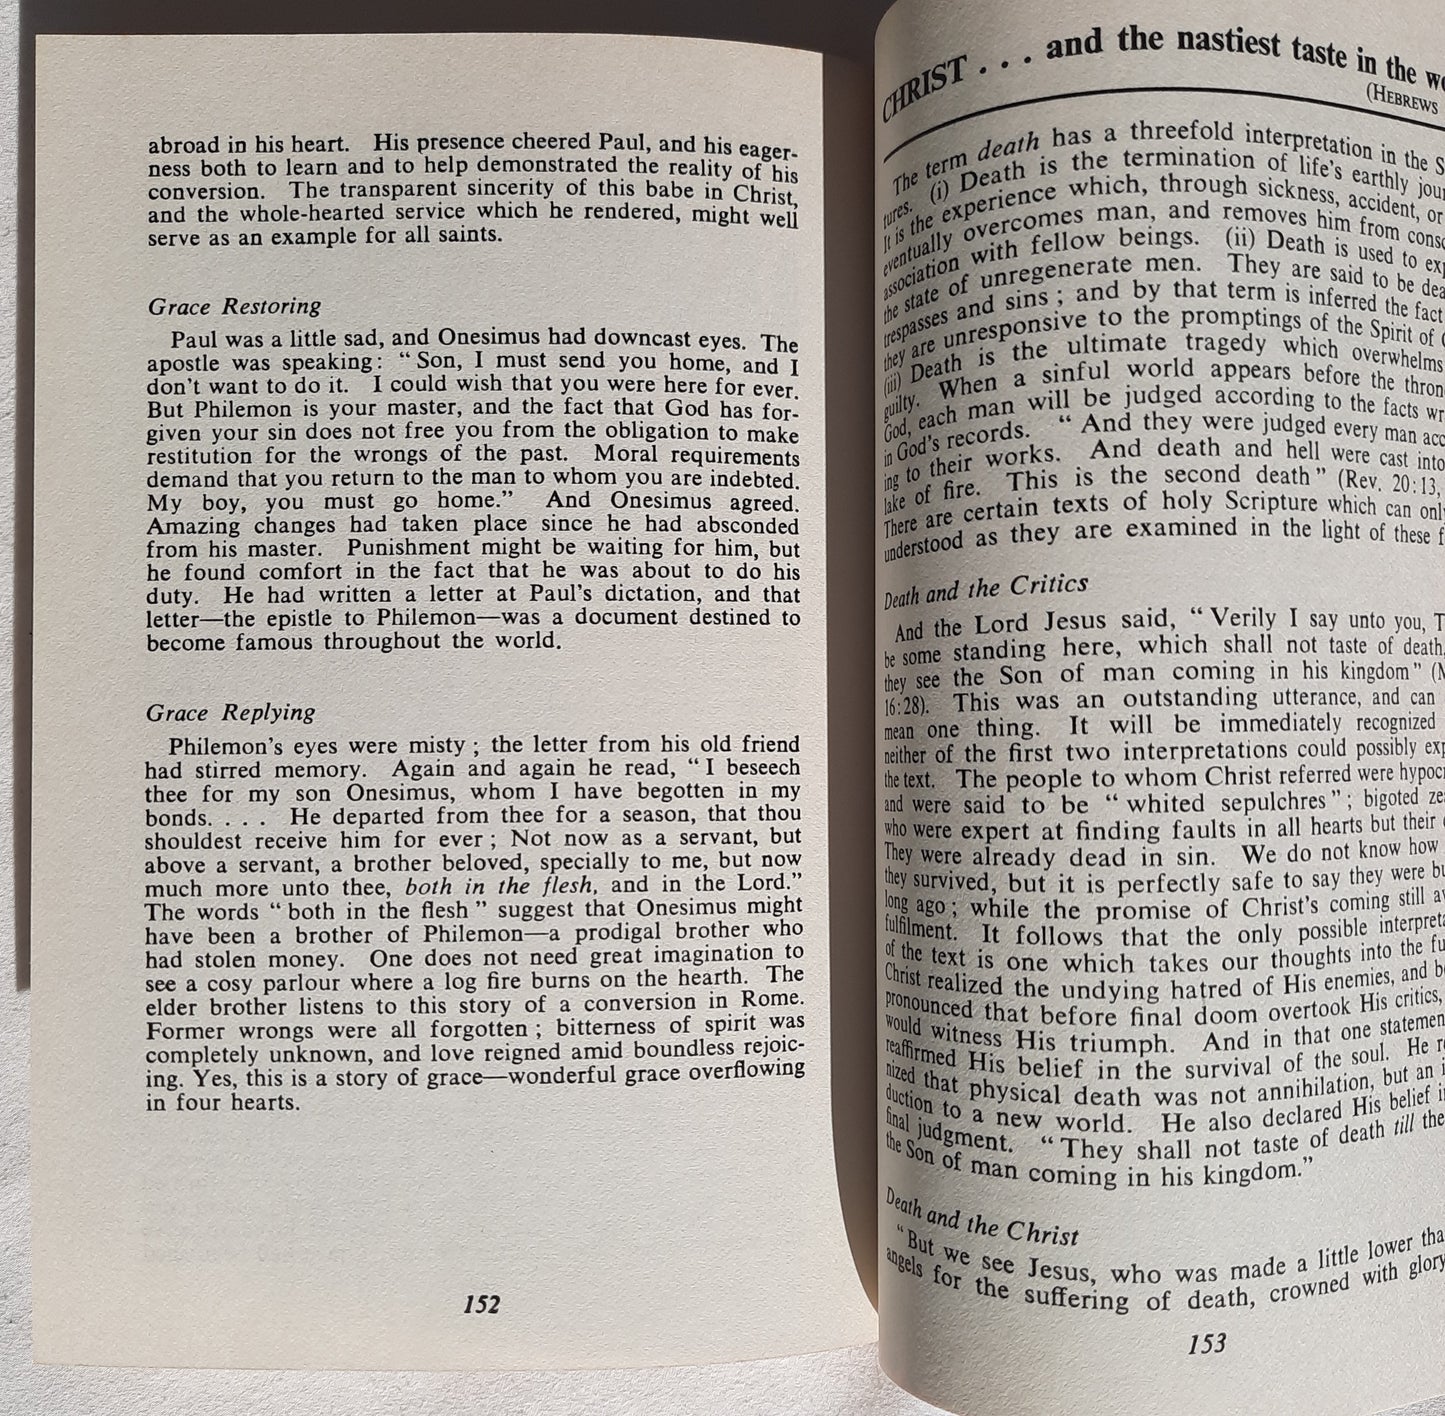 abroad in his heart. His presence cheered Paul, and his eager-
ness both to learn and to help demonstrated the reality of his
conversion. The transparent sincerity of this babe in Christ,
and the whole-hearted service which he rendered, might well
serve as an example for all saints.
Grace Restoring
Paul was a little sad, and Onesimus had downcast eyes. The
apostle was speaking: “Son, I must send you home, and I
don't want to do it. I could wish that you were here for ever.
But Philemon is your master, and the fact that God has for-
given your sin does not free you from the obligation to make
restitution for the wrongs of the past. Moral requirements
demand that you return to the man to whom you are indebted.
My boy, you must go home.” And Onesimus agreed.
Amazing changes had taken place since he had absconded
from his master. Punishment might be waiting for him, but
he found comfort in the fact that he was about to do his
duty. He had written a letter at Paul's dictation, and that
letter—the epistle to Philemon—was a document destined to
become famous throughout the world.
Grace Replying
Philemon's eyes were misty; the letter from his old friend
had stirred memory. Again and again he read, “I beseech
thee for my son Onesimus, whom I have begotten in my
bonds. . . . He departed from thee for a season, that thou
shouldest receive him for ever; Not now as a servant, but
above a servant, a brother beloved, specially to me, but now
much more unto thee, both in the flesh, and in the Lord.”
The words “both in the flesh” suggest that Onesimus might
have been a brother of Philemon—a prodigal brother who
had stolen money. One does not need great imagination to
see a cosy parlour where a log fire burns on the hearth. The
elder brother listens to this story of a conversion in Rome.
Former wrongs were all forgotten; bitterness of spirit was
completely unknown, and love reigned amid boundless rejoic-
ing. Yes, this is a story of grace—wonderful grace overflowing
in four hearts.
152
CHRIST . . . and the nastiest taste in the
(HEBREWS
The term death has a threefold interpretation in the
tures. (i) Death is the termination of life's earthly
It is the experience which, through sickness, accident, or
eventually overcomes man, and removes him from
association with fellow beings. (ii) Death is used to
the state of unregenerate men. They are said to be
trespasses and sins; and by that term is inferred the fact
they are unresponsive to the promptings of the Spirit of
(iii) Death is the ultimate tragedy which overwhelms
guilty. When a sinful world appears before the
God, each man will be judged according to the facts
in God's records. “And they were judged every man
ing to their works. And death and hell were cast into
lake of fire. This is the second death” (Rev. 20:13,
There are certain texts of holy Scripture which can
understood as they are examined in the light of these
Death and the Critics
And the Lord Jesus said, “Verily I say unto you,
be some standing here, which shall not taste of death,
they see the Son of man coming in his kingdom”
16:28). This was an outstanding utterance, and can
mean one thing. It will be immediately recognized
neither of the first two interpretations could possibly
the text. The people to whom Christ referred were
and were said to be “whited sepulchres”; bigoted
who were expert at finding faults in all hearts but their
They were already dead in sin. We do not know how
they survived, but it is perfectly safe to say they were
long ago; while the promise of Christ's coming still
fulfilment. It follows that the only possible
of the text is one which takes our thoughts into the
Christ realized the undying hatred of His enemies, and
pronounced that before final doom overtook His critics,
would witness His triumph. And in that one
reaffirmed His belief in the survival of the soul. He
nized that physical death was not annihilation, but an
duction to a new world. He also declared His belief
final judgment. “They shall not taste of death till the
the Son of man coming in his kingdom.”
Death and the Christ
“But we see Jesus, who was made a little lower
angels for the suffering of death, crowned with glory
153